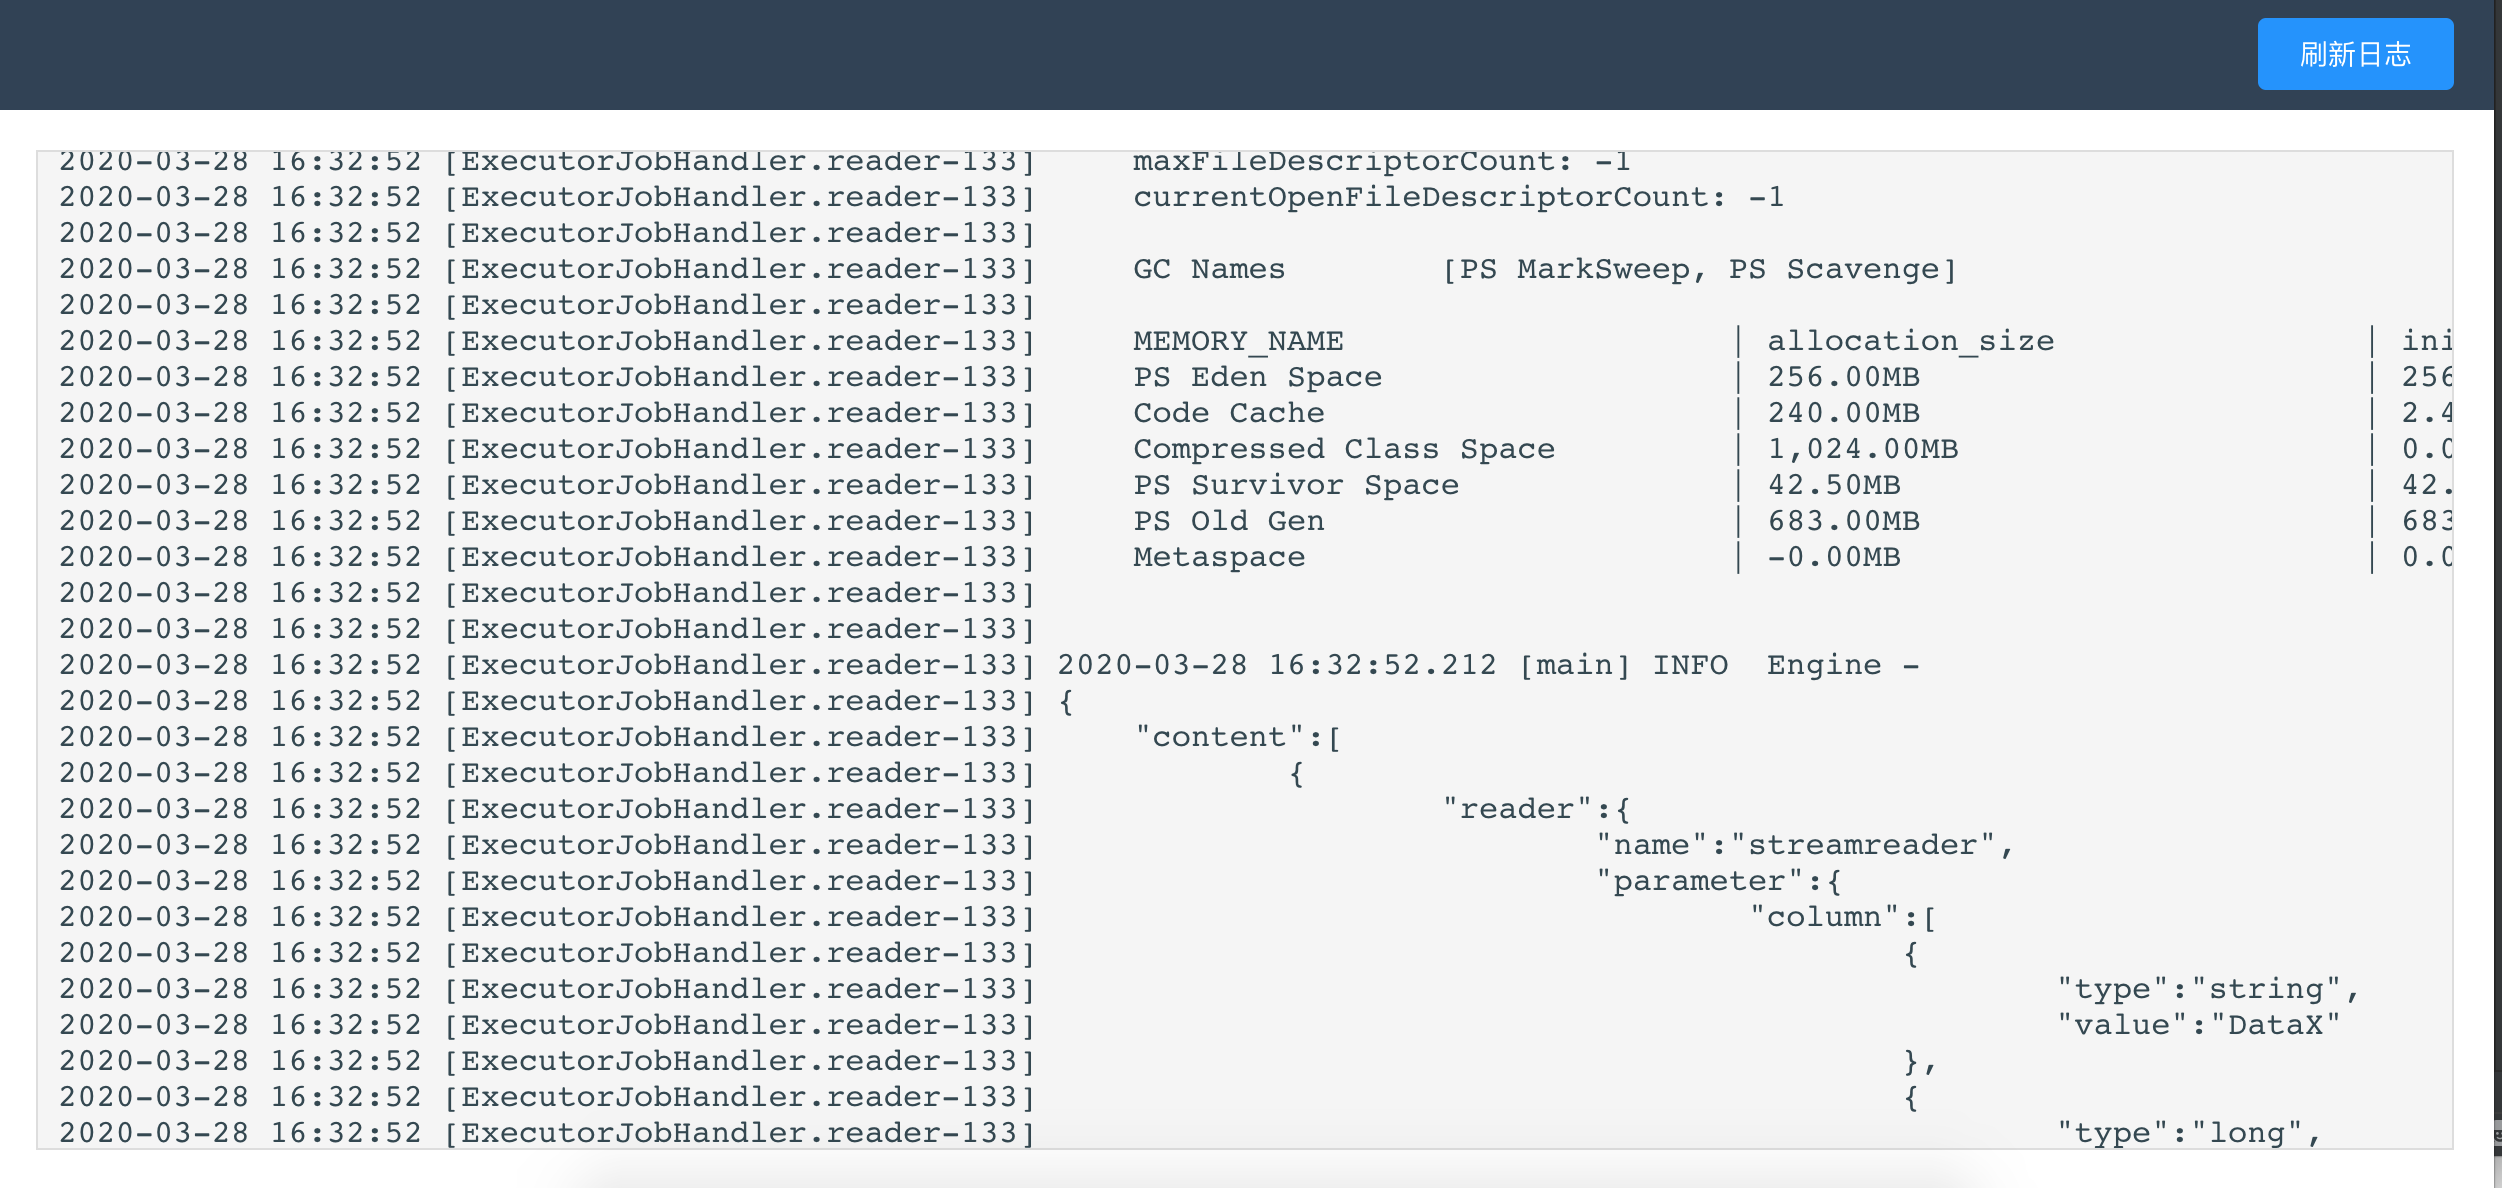 刷新日志
2020-03-28 16:32:52 [ExecutorJobHandler.reader-133]     maxFileDescriptorCount: -1
2020-03-28 16:32:52 [ExecutorJobHandler.reader-133]     currentOpenFileDescriptorCount: -1
2020-03-28 16:32:52 [ExecutorJobHandler.reader-133]
2020-03-28 16:32:52 [ExecutorJobHandler.reader-133]     GC Names        [PS MarkSweep, PS Scavenge]
2020-03-28 16:32:52 [ExecutorJobHandler.reader-133]
2020-03-28 16:32:52 [ExecutorJobHandler.reader-133]     MEMORY_NAME                    | allocation_size                | ini
2020-03-28 16:32:52 [ExecutorJobHandler.reader-133]     PS Eden Space                  | 256.00MB                       | 256
2020-03-28 16:32:52 [ExecutorJobHandler.reader-133]     Code Cache                     | 240.00MB                       | 2.4
2020-03-28 16:32:52 [ExecutorJobHandler.reader-133]     Compressed Class Space         | 1,024.00MB                     | 0.0
2020-03-28 16:32:52 [ExecutorJobHandler.reader-133]     PS Survivor Space              | 42.50MB                        | 42.
2020-03-28 16:32:52 [ExecutorJobHandler.reader-133]     PS Old Gen                     | 683.00MB                       | 683
2020-03-28 16:32:52 [ExecutorJobHandler.reader-133]     Metaspace                      | -0.00MB                        | 0.0
2020-03-28 16:32:52 [ExecutorJobHandler.reader-133]
2020-03-28 16:32:52 [ExecutorJobHandler.reader-133]
2020-03-28 16:32:52 [ExecutorJobHandler.reader-133] 2020-03-28 16:32:52.212 [main] INFO  Engine -
2020-03-28 16:32:52 [ExecutorJobHandler.reader-133] {
2020-03-28 16:32:52 [ExecutorJobHandler.reader-133]     "content":[
2020-03-28 16:32:52 [ExecutorJobHandler.reader-133]             {
2020-03-28 16:32:52 [ExecutorJobHandler.reader-133]                     "reader":{
2020-03-28 16:32:52 [ExecutorJobHandler.reader-133]                             "name":"streamreader",
2020-03-28 16:32:52 [ExecutorJobHandler.reader-133]                             "parameter":{
2020-03-28 16:32:52 [ExecutorJobHandler.reader-133]                                     "column":[
2020-03-28 16:32:52 [ExecutorJobHandler.reader-133]                                             {
2020-03-28 16:32:52 [ExecutorJobHandler.reader-133]                                                     "type":"string",
2020-03-28 16:32:52 [ExecutorJobHandler.reader-133]                                                     "value":"DataX"
2020-03-28 16:32:52 [ExecutorJobHandler.reader-133]                                             },
2020-03-28 16:32:52 [ExecutorJobHandler.reader-133]                                             {
2020-03-28 16:32:52 [ExecutorJobHandler.reader-133]                                                     "type":"long",